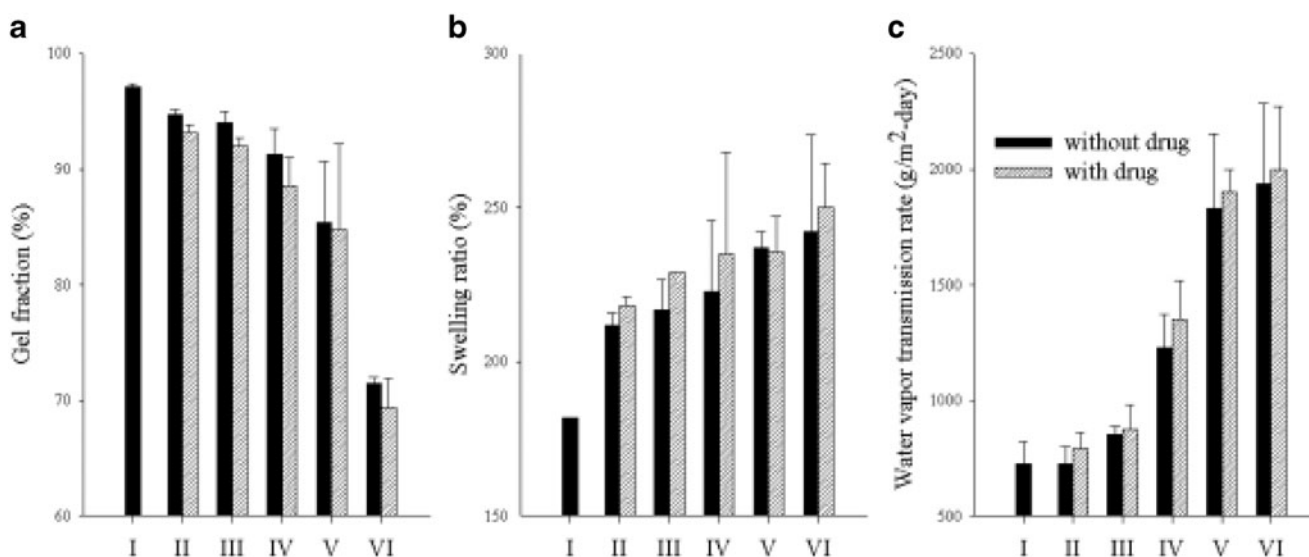 a
Gel fraction (%)
100
90
80
70
60
I II III IV V VI
b
Swelling ratio (%)
300
250
200
150
I II III IV V VI
c
Water vapor transmission rate (g/m²-day)
2500
2000
1500
1000
500
without drug
with drug
I II III IV V VI